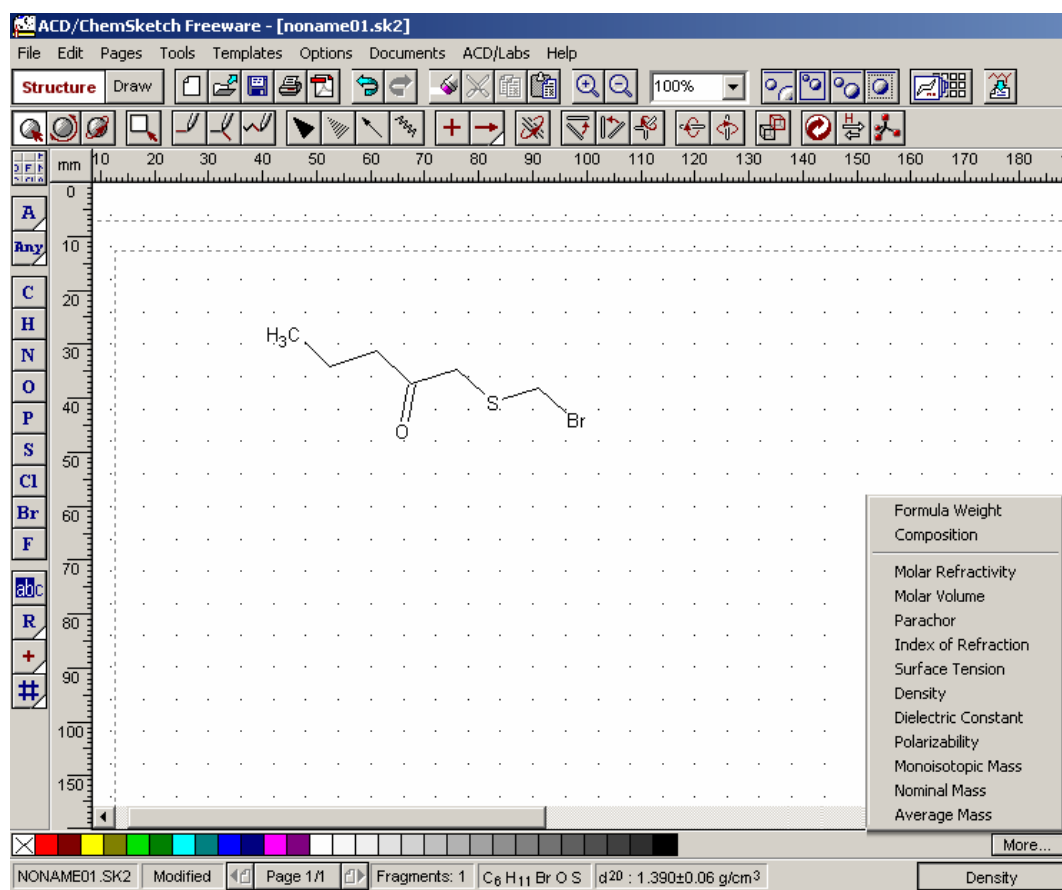 ACD/ChemSketch Freeware - [noname01.sk2]
File Edit Pages Tools Templates Options Documents ACD/Labs Help
Structure Draw 100%
H
mm 10 20 30 40 50 60 70 80 90 100 110 120 130 140 150 160 170 180
0
A
Any 10
C 20
H
N 30
O
P 40
S 50
Cl
Br 60
F
70
abc
R 80
+
90
#
100
150
H₃C
O
S
Br
Formula Weight
Composition
Molar Refractivity
Molar Volume
Parachor
Index of Refraction
Surface Tension
Density
Dielectric Constant
Polarizability
Monoisotopic Mass
Nominal Mass
Average Mass
More...
NONAME01.SK2 Modified Page 1/1 Fragments: 1 C₆H₁₁BrOS d²⁰ : 1.390±0.06 g/cm³ Density